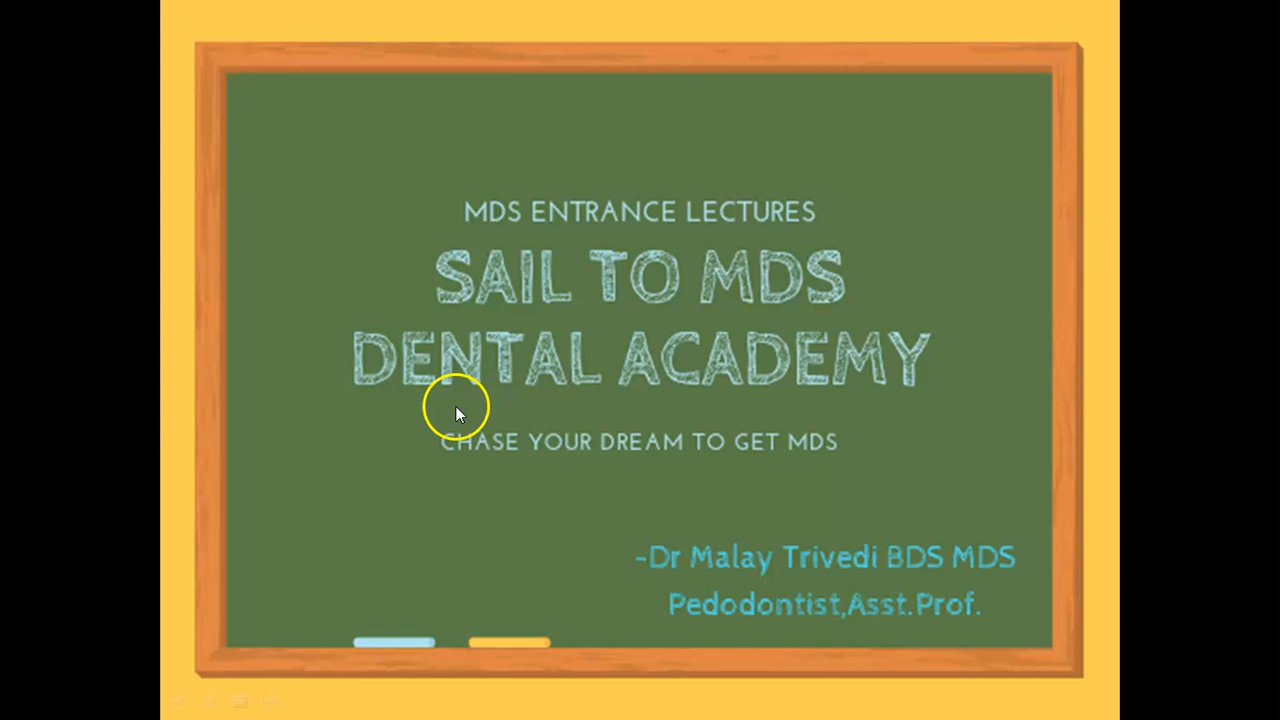 MDS ENTRANCE LECTURES
SAIL TO MDS
DENTAL ACADEMY
CHASE YOUR DREAM TO GET MDS
-Dr Malay Trivedi BDS MDS
Pedodontist,Asst.Prof.